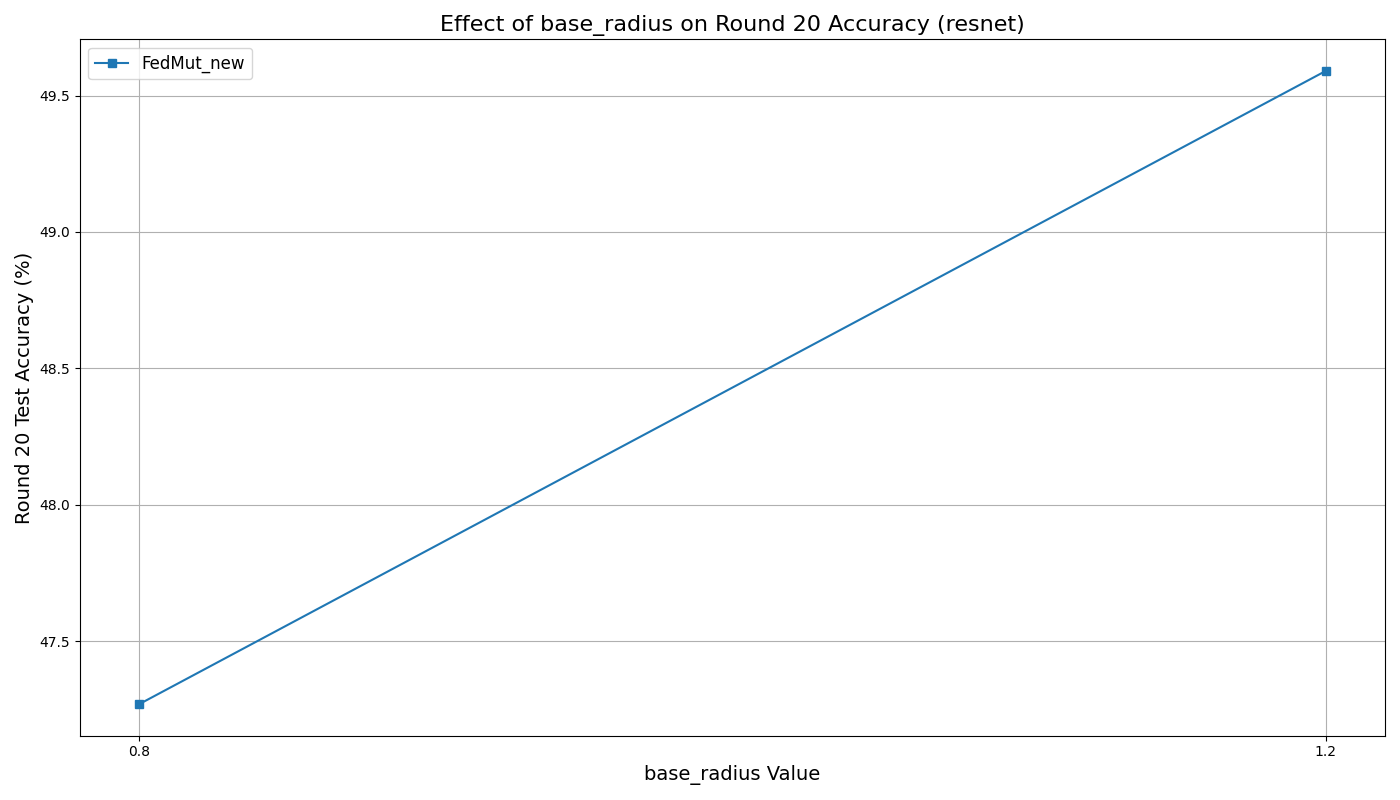 Effect of base_radius on Round 20 Accuracy (resnet)
FedMut_new
Round 20 Test Accuracy (%)
49.5
49.0
48.5
48.0
47.5
0.8
1.2
base_radius Value